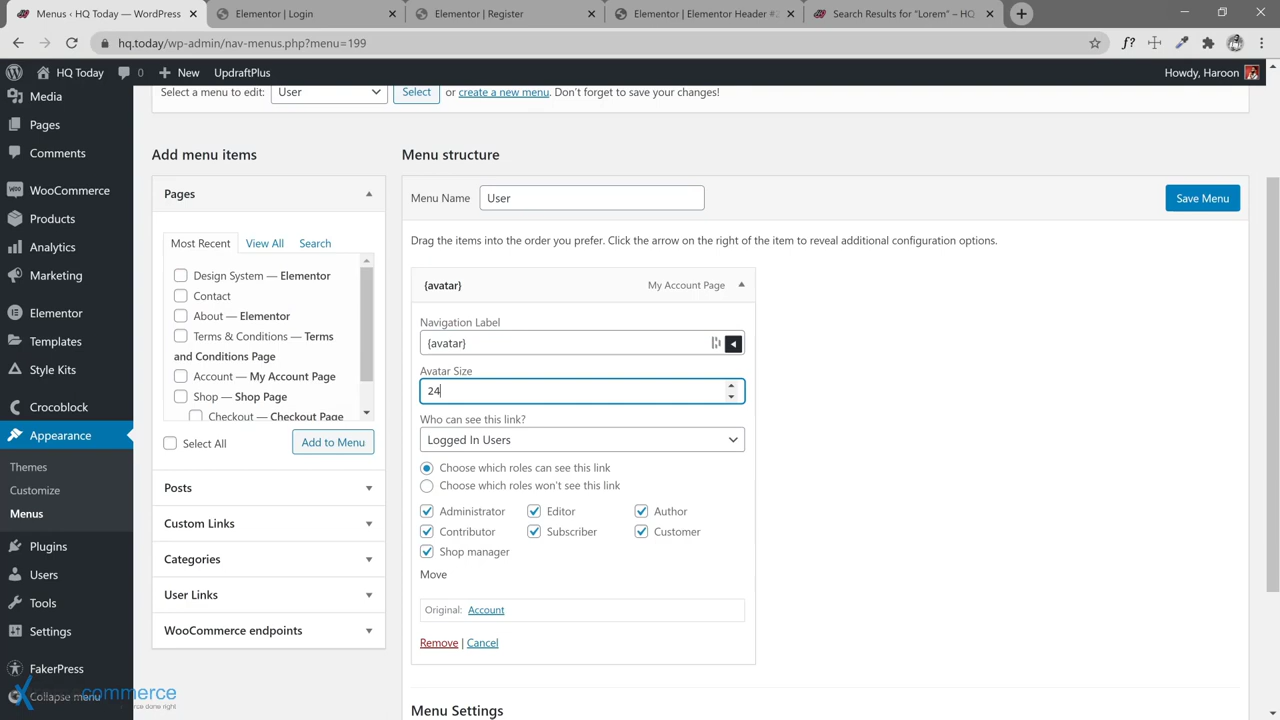 Menus ‹ HQ Today — WordPress
Elementor | Login
Elementor | Register
Elementor | Elementor Header #2
Search Results for “Lorem” – HQ
hq.today/wp-admin/nav-menus.php?menu=199
HQ Today
0
New
UpdraftPlus
Howdy, Haroon
Media
Pages
Comments
WooCommerce
Products
Analytics
Marketing
Elementor
Templates
Style Kits
Crocoblock
Appearance
Themes
Customize
Menus
Plugins
Users
Tools
Settings
FakerPress
Collapse menu
commerce
Select a menu to edit: User Select or create a new menu. Don’t forget to save your changes!
Add menu items
Pages
Most Recent View All Search
Design System — Elementor
Contact
About — Elementor
Terms & Conditions — Terms
and Conditions Page
Account — My Account Page
Shop — Shop Page
Checkout — Checkout Page
Select All Add to Menu
Posts
Custom Links
Categories
User Links
WooCommerce endpoints
Menu structure
Menu Name User Save Menu
Drag the items into the order you prefer. Click the arrow on the right of the item to reveal additional configuration options.
{avatar} My Account Page
Navigation Label
{avatar}
Avatar Size
24
Who can see this link?
Logged In Users
Choose which roles can see this link
Choose which roles won't see this link
Administrator Editor Author
Contributor Subscriber Customer
Shop manager
Move
Original: Account
Remove | Cancel
Menu Settings